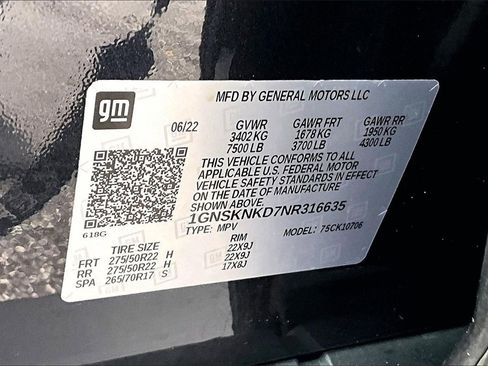 gm
MFD BY GENERAL MOTORS LLC
06/22 GVWR GAWR FRT GAWR RR
3402 KG 1678 KG 1950 KG
7500 LB 3700 LB 4300 LB
THIS VEHICLE CONFORMS TO ALL
APPLICABLE U.S. FEDERAL MOTOR
VEHICLE SAFETY STANDARDS IN EFFECT
ON THE DATE OF MANUFACTURE
SHOWN ABOVE.
1GNSKNKD7NR316635
618G TYPE: MPV MODEL: 75CK10706
TIRE SIZE RIM
FRT 275/50R22 H 22X9J
RR 275/50R22 H 22X9J
SPA 265/70R17 S 17X8J